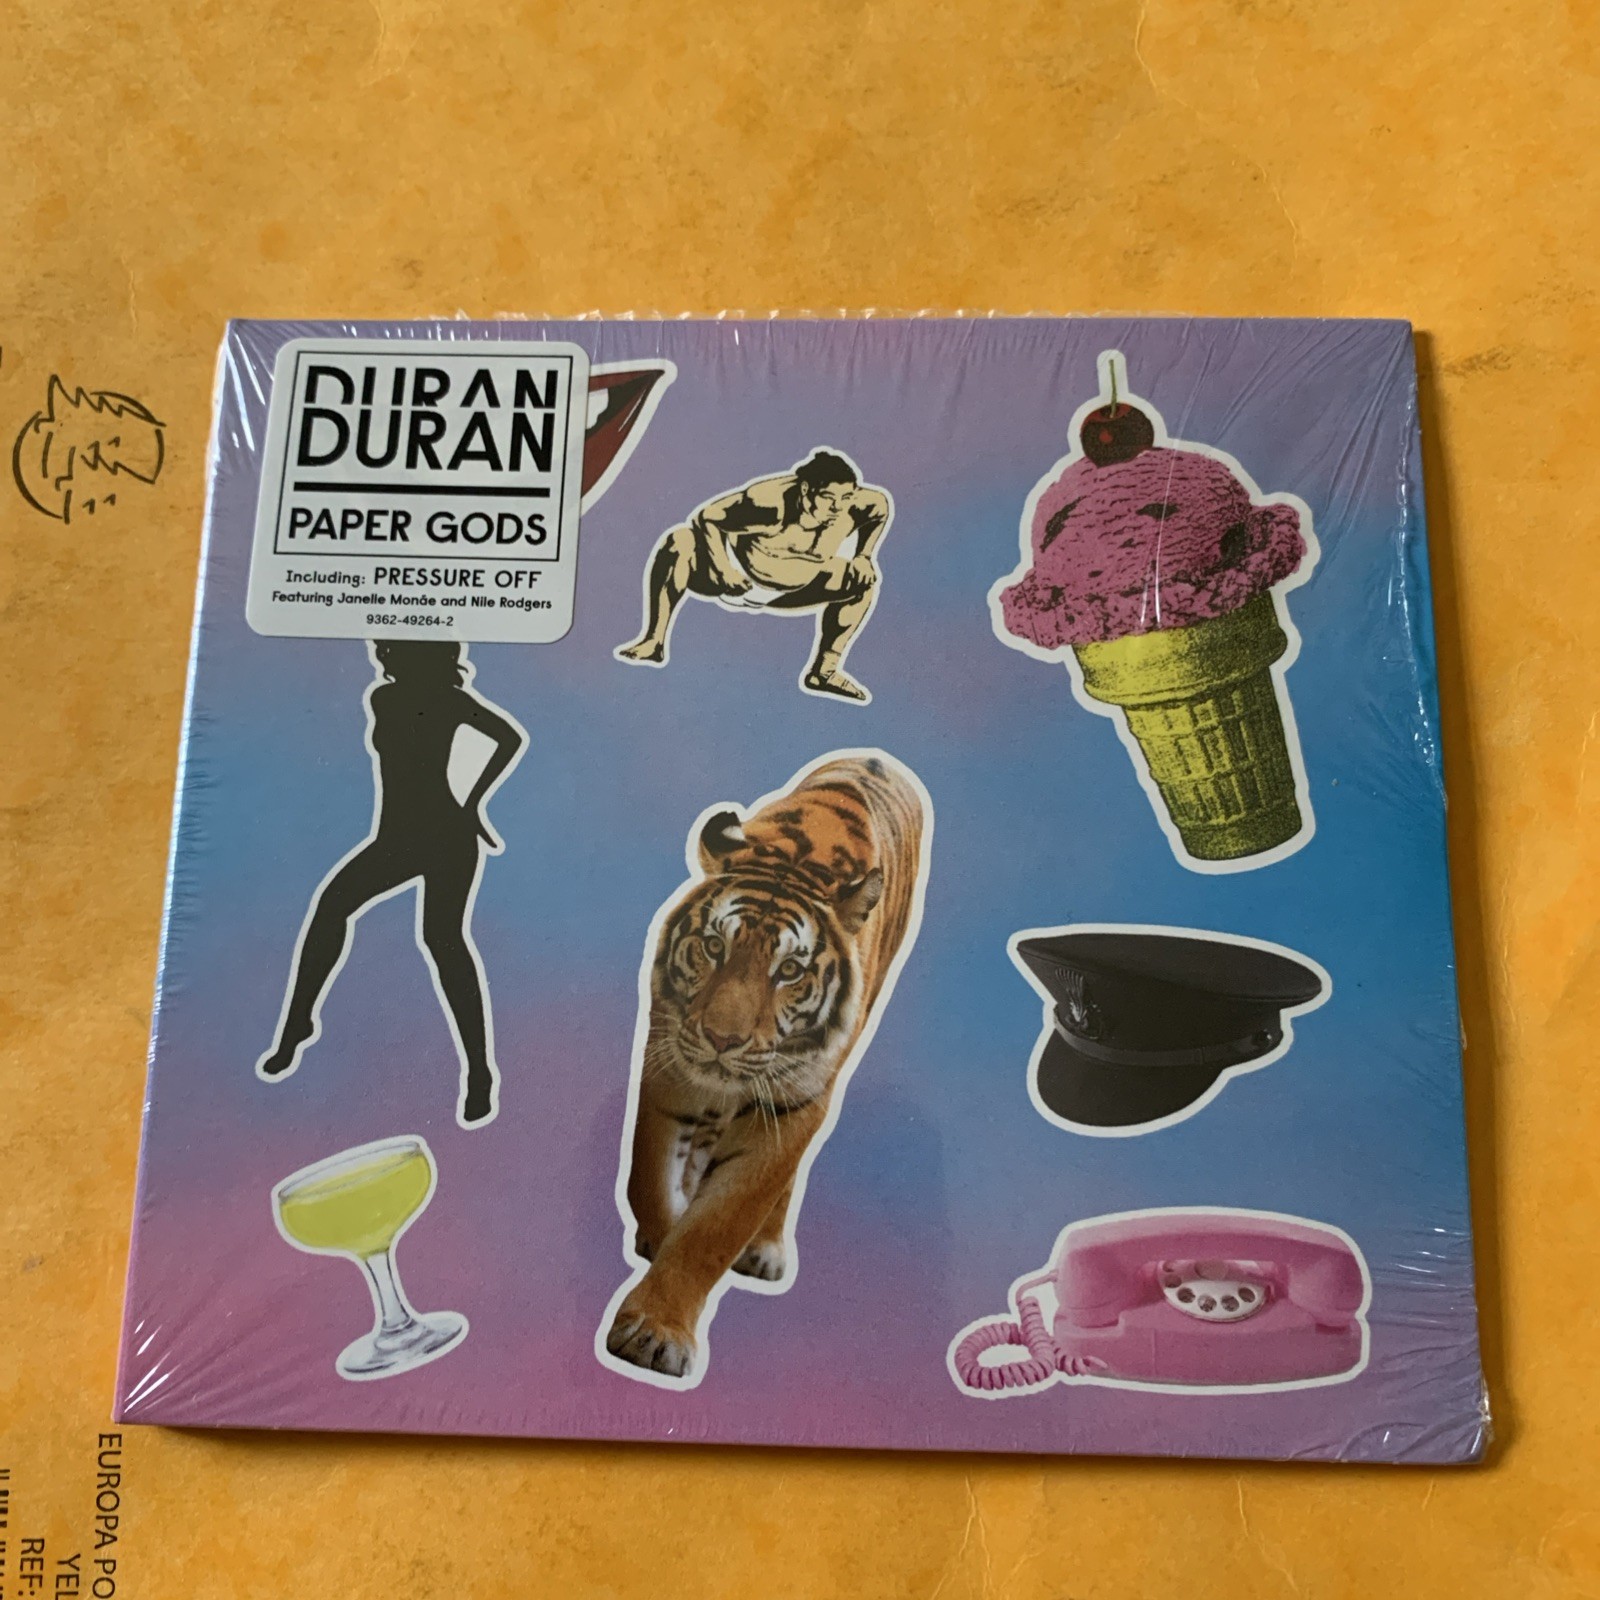 DURAN
DURAN
PAPER GODS
Including: PRESSURE OFF
Featuring Janelle Monáe and Nile Rodgers
9362-49264-2
EUROPA PO
YEL
REF: